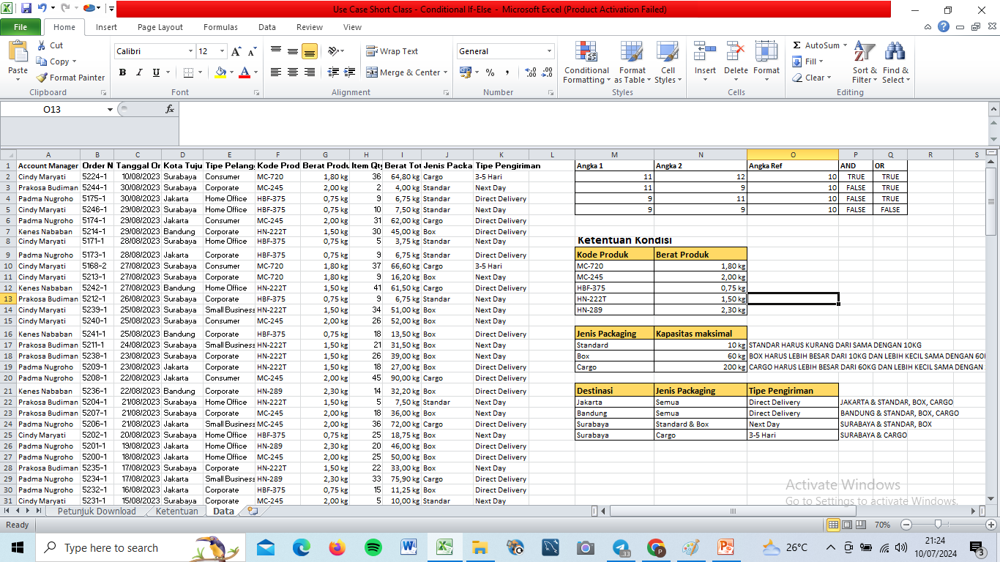 Use Case Short Class - Conditional If-Else - Microsoft Excel (Product Activation Failed)
File Home Insert Page Layout Formulas Data Review View
Paste Cut Copy Format Painter
Calibri 12 B I U
Wrap Text Merge & Center
General % ,
Conditional Formatting Format as Table Cell Styles
Insert Delete Format
AutoSum Fill Clear Sort & Filter Find & Select
Clipboard Font Alignment Number Styles Cells Editing
O13 fx
A B C D E F G H I J K L M N O P Q R S
1 Account Manager Order N Tanggal Or Kota Tuju Tipe Pelang Kode Prod Berat Produ Item Qty Berat Tot Jenis Packa Tipe Pengiriman Angka 1 Angka 2 Angka Ref AND OR
2 Cindy Maryati 5224-1 10/08/2023 Surabaya Consumer MC-720 1,80 kg 36 64,80 kg Cargo 3-5 Hari 11 12 10 TRUE TRUE
3 Prakosa Budiman 5244-1 30/08/2023 Surabaya Corporate MC-245 2,00 kg 2 4,00 kg Standar Next Day 11 9 10 FALSE TRUE
4 Padma Nugroho 5175-1 30/08/2023 Jakarta Home Office HBF-375 0,75 kg 9 6,75 kg Standar Direct Delivery 9 11 10 FALSE TRUE
5 Cindy Maryati 5246-1 29/08/2023 Surabaya Home Office HBF-375 0,75 kg 10 7,50 kg Standar Next Day 9 9 10 FALSE FALSE
6 Padma Nugroho 5174-1 29/08/2023 Jakarta Consumer MC-245 2,00 kg 31 62,00 kg Cargo Direct Delivery
7 Kenes Nababan 5214-1 29/08/2023 Bandung Corporate HN-222T 1,50 kg 30 45,00 kg Box Direct Delivery
8 Cindy Maryati 5171-1 28/08/2023 Surabaya Home Office HBF-375 0,75 kg 5 3,75 kg Standar Next Day Ketentuan Kondisi
9 Padma Nugroho 5173-1 28/08/2023 Jakarta Corporate HBF-375 0,75 kg 9 6,75 kg Standar Direct Delivery Kode Produk Berat Produk
10 Cindy Maryati 5168-2 27/08/2023 Surabaya Corporate MC-720 1,80 kg 37 66,60 kg Cargo 3-5 Hari MC-720 1,80 kg
11 Cindy Maryati 5213-1 27/08/2023 Surabaya Corporate MC-720 1,80 kg 9 16,20 kg Box Next Day MC-245 2,00 kg
12 Kenes Nababan 5242-1 27/08/2023 Bandung Home Office HN-222T 1,50 kg 41 61,50 kg Cargo Direct Delivery HBF-375 0,75 kg
13 Prakosa Budiman 5212-1 26/08/2023 Surabaya Corporate HBF-375 0,75 kg 9 6,75 kg Standar Next Day HN-222T 1,50 kg
14 Cindy Maryati 5239-1 25/08/2023 Surabaya Small Business HN-222T 1,50 kg 34 51,00 kg Box Next Day HN-289 2,30 kg
15 Cindy Maryati 5240-1 25/08/2023 Surabaya Consumer MC-245 2,00 kg 26 52,00 kg Box Next Day
16 Kenes Nababan 5241-1 25/08/2023 Bandung Corporate HBF-375 0,75 kg 18 13,50 kg Box Direct Delivery Jenis Packaging Kapasitas maksimal
17 Prakosa Budiman 5211-1 24/08/2023 Surabaya Small Business HN-222T 1,50 kg 21 31,50 kg Box Next Day Standard 10 kg STANDAR HARUS KURANG DARI SAMA DENGAN 10KG
18 Prakosa Budiman 5238-1 23/08/2023 Surabaya Corporate HN-222T 1,50 kg 26 39,00 kg Box Next Day Box 60 kg BOX HARUS LEBIH BESAR DARI 10KG DAN LEBIH KECIL SAMA DENGAN 60
19 Padma Nugroho 5209-1 23/08/2023 Jakarta Corporate HN-222T 1,50 kg 18 27,00 kg Box Direct Delivery Cargo 200 kg CARGO HARUS LEBIH BESAR DARI 60KG DAN LEBIH KECIL SAMA DENGAN
20 Padma Nugroho 5208-1 22/08/2023 Jakarta Consumer MC-245 2,00 kg 45 90,00 kg Cargo Direct Delivery
21 Kenes Nababan 5236-1 22/08/2023 Bandung Corporate HN-289 2,30 kg 14 32,20 kg Box Direct Delivery Destinasi Jenis Packaging Tipe Pengiriman
22 Prakosa Budiman 5204-1 21/08/2023 Surabaya Home Office HN-222T 1,50 kg 5 7,50 kg Standar Next Day Jakarta Semua Direct Delivery JAKARTA & STANDAR, BOX, CARGO
23 Prakosa Budiman 5207-1 21/08/2023 Surabaya Corporate MC-245 2,00 kg 18 36,00 kg Box Next Day Bandung Semua Direct Delivery BANDUNG & STANDAR, BOX, CARGO
24 Padma Nugroho 5206-1 21/08/2023 Jakarta Small Business MC-245 2,00 kg 36 72,00 kg Cargo Direct Delivery Surabaya Standard & Box Next Day SURABAYA & STANDAR, BOX
25 Cindy Maryati 5202-1 20/08/2023 Surabaya Home Office HBF-375 0,75 kg 25 18,75 kg Box Next Day Surabaya Cargo 3-5 Hari SURABAYA & CARGO
26 Padma Nugroho 5201-1 19/08/2023 Jakarta Home Office HN-289 2,30 kg 20 46,00 kg Box Direct Delivery
27 Padma Nugroho 5200-1 18/08/2023 Jakarta Home Office MC-245 2,00 kg 25 50,00 kg Box Direct Delivery
28 Prakosa Budiman 5235-1 17/08/2023 Surabaya Corporate HN-222T 1,50 kg 22 33,00 kg Box Next Day
29 Padma Nugroho 5234-1 17/08/2023 Jakarta Small Business HN-289 2,30 kg 33 75,90 kg Cargo Direct Delivery
30 Padma Nugroho 5232-1 16/08/2023 Jakarta Corporate HBF-375 0,75 kg 15 11,25 kg Box Direct Delivery
31 Cindy Maryati 5231-1 15/08/2023 Surabaya Corporate MC-245 2,00 kg 5 10,00 kg Standar Next Day
Activate Windows
Go to Settings to activate Windows.
Petunjuk Download Ketentuan Data
Ready 70%
Type here to search 33 26°C 21:24
10/07/2024 3